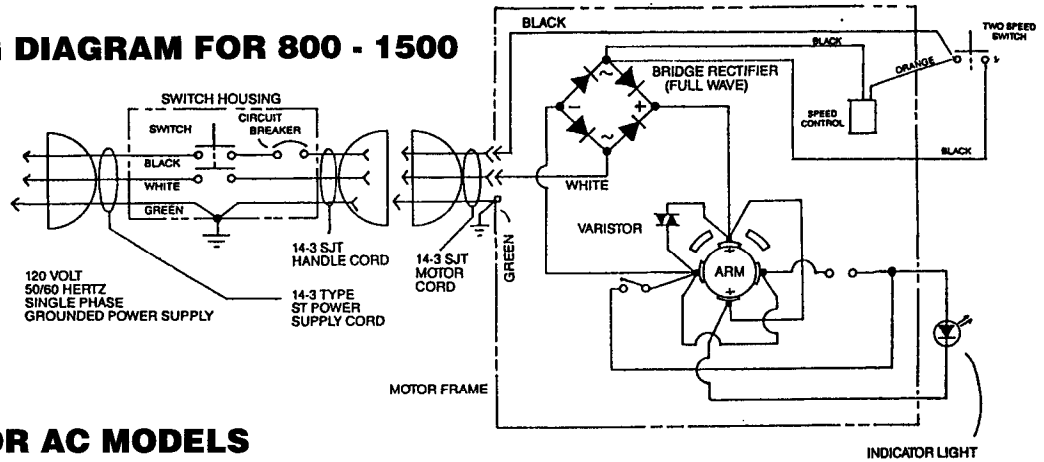 G DIAGRAM FOR 800 - 1500
BLACK
TWO SPEED
SWITCH
BLACK
ORANGE
BRIDGE RECTIFIER
(FULL WAVE)
SPEED
CONTROL
BLACK
SWITCH HOUSING
SWITCH
CIRCUIT
BREAKER
BLACK
WHITE
GREEN
WHITE
GREEN
VARISTOR
ARM
14-3 SJT
HANDLE CORD
14-3 SJT
MOTOR
CORD
120 VOLT
50/60 HERTZ
SINGLE PHASE
GROUNDED POWER SUPPLY
14-3 TYPE
ST POWER
SUPPLY CORD
MOTOR FRAME
INDICATOR LIGHT
OR AC MODELS